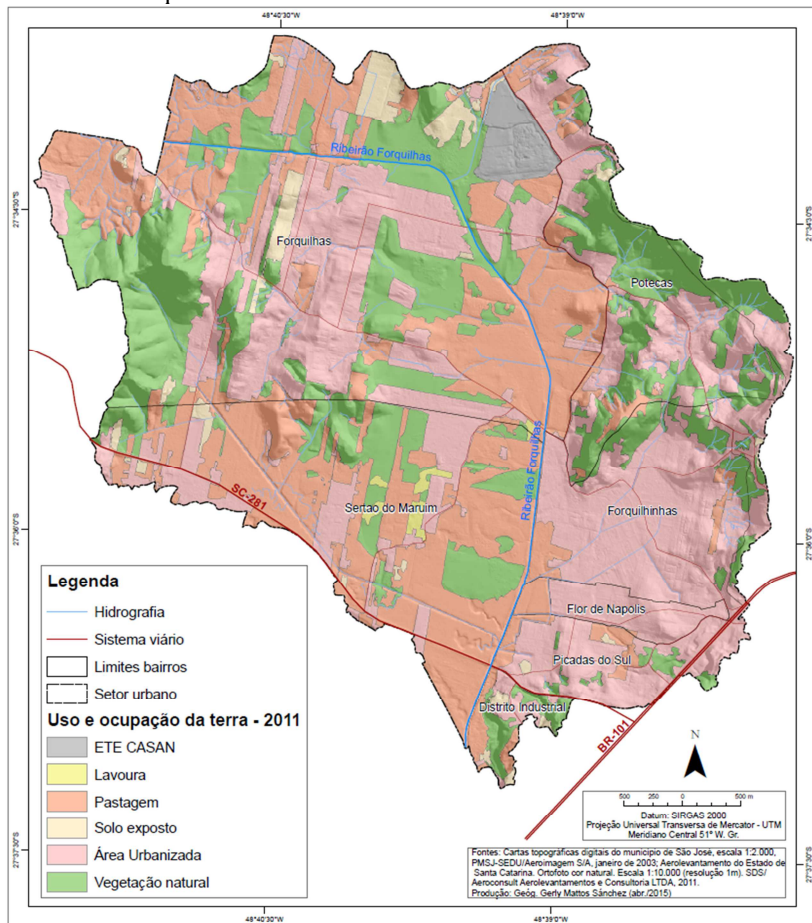 48°40'30"W
48°39'0"W
27°34'30"S
27°34'30"S
Ribeirão Forquilhas
Forquilhas
Potecas
Ribeirão Forquilhas
SC-281
Sertao do Maruim
Forquilhinhas
27°36'0"S
27°36'0"S
Flor de Napolis
Picadas do Sul
Distrito Industrial
BR-101
Legenda
Hidrografia
Sistema viário
Limites bairros
Setor urbano
Uso e ocupação da terra - 2011
ETE CASAN
Lavoura
Pastagem
Solo exposto
Área Urbanizada
Vegetação natural
N
500 250 0 500 m
Datum: SIRGAS 2000
Projeção Universal Transversa de Mercator - UTM
Meridiano Central 51° W. Gr.
Fontes: Cartas topográficas digitais do município de São José, escala 1:2.000,
PMSJ-SEDU/Aeroimagem S/A, janeiro de 2003; Aerolevantamento do Estado de
Santa Catarina. Ortofoto cor natural. Escala 1:10.000 (resolução 1m). SDS/
Aeroconsult Aerolevantamentos e Consultoria LTDA, 2011.
Produção: Geóg. Gerly Mattos Sánchez (abr./2015)
27°37'30"S
27°37'30"S
48°40'30"W
48°39'0"W